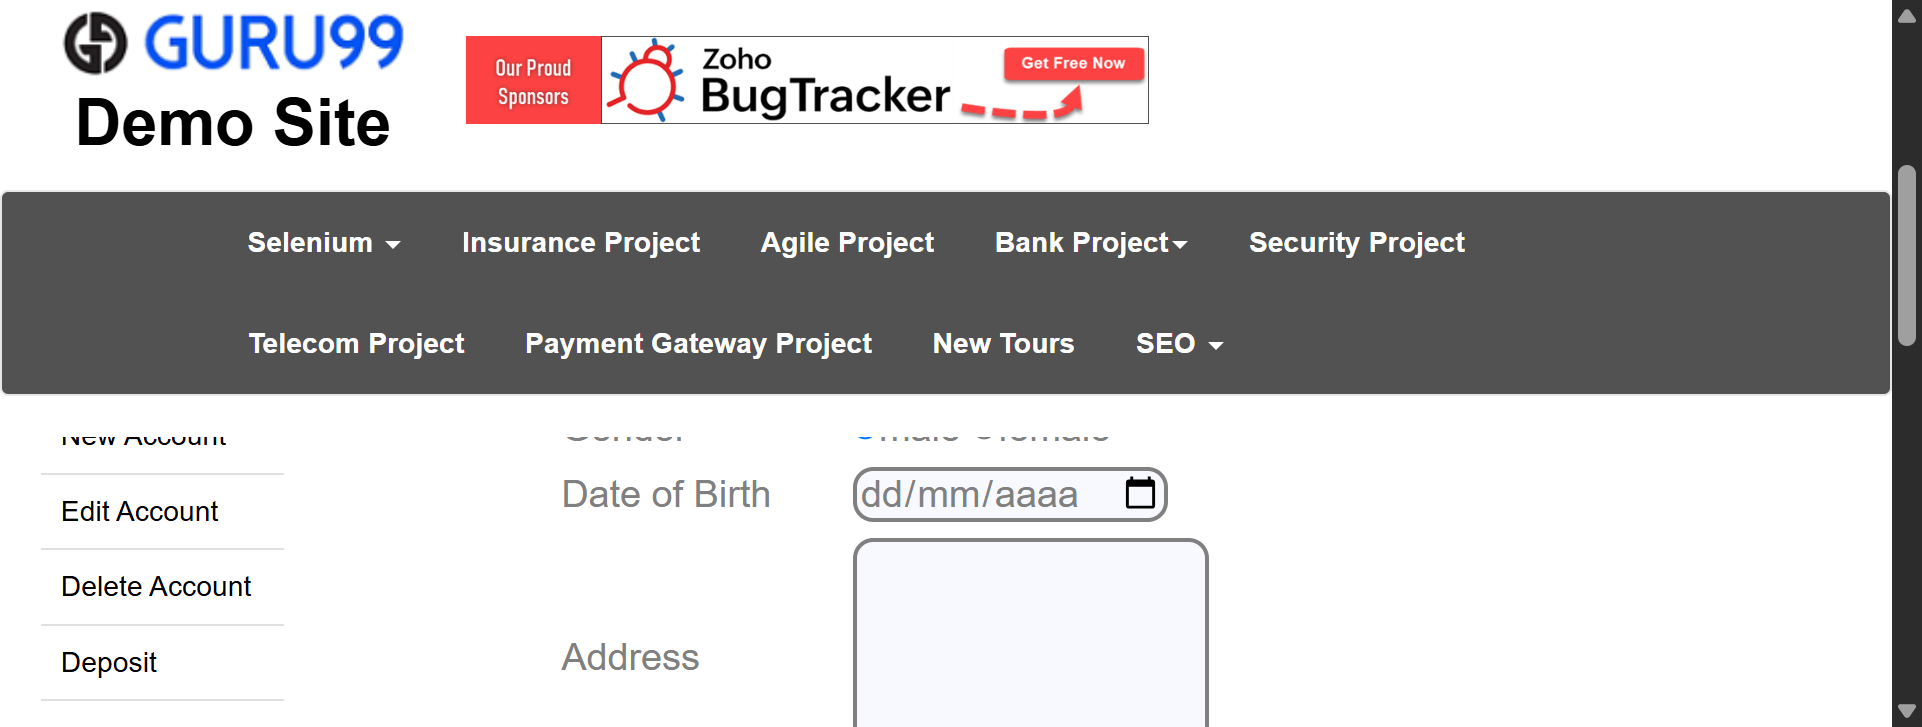 GURU99
Demo Site
Our Proud
Sponsors
Zoho
BugTracker
Get Free Now
Selenium
Insurance Project
Agile Project
Bank Project
Security Project
Telecom Project
Payment Gateway Project
New Tours
SEO
New Account
Gender male female
Edit Account
Date of Birth dd/mm/aaaa
Delete Account
Deposit
Address